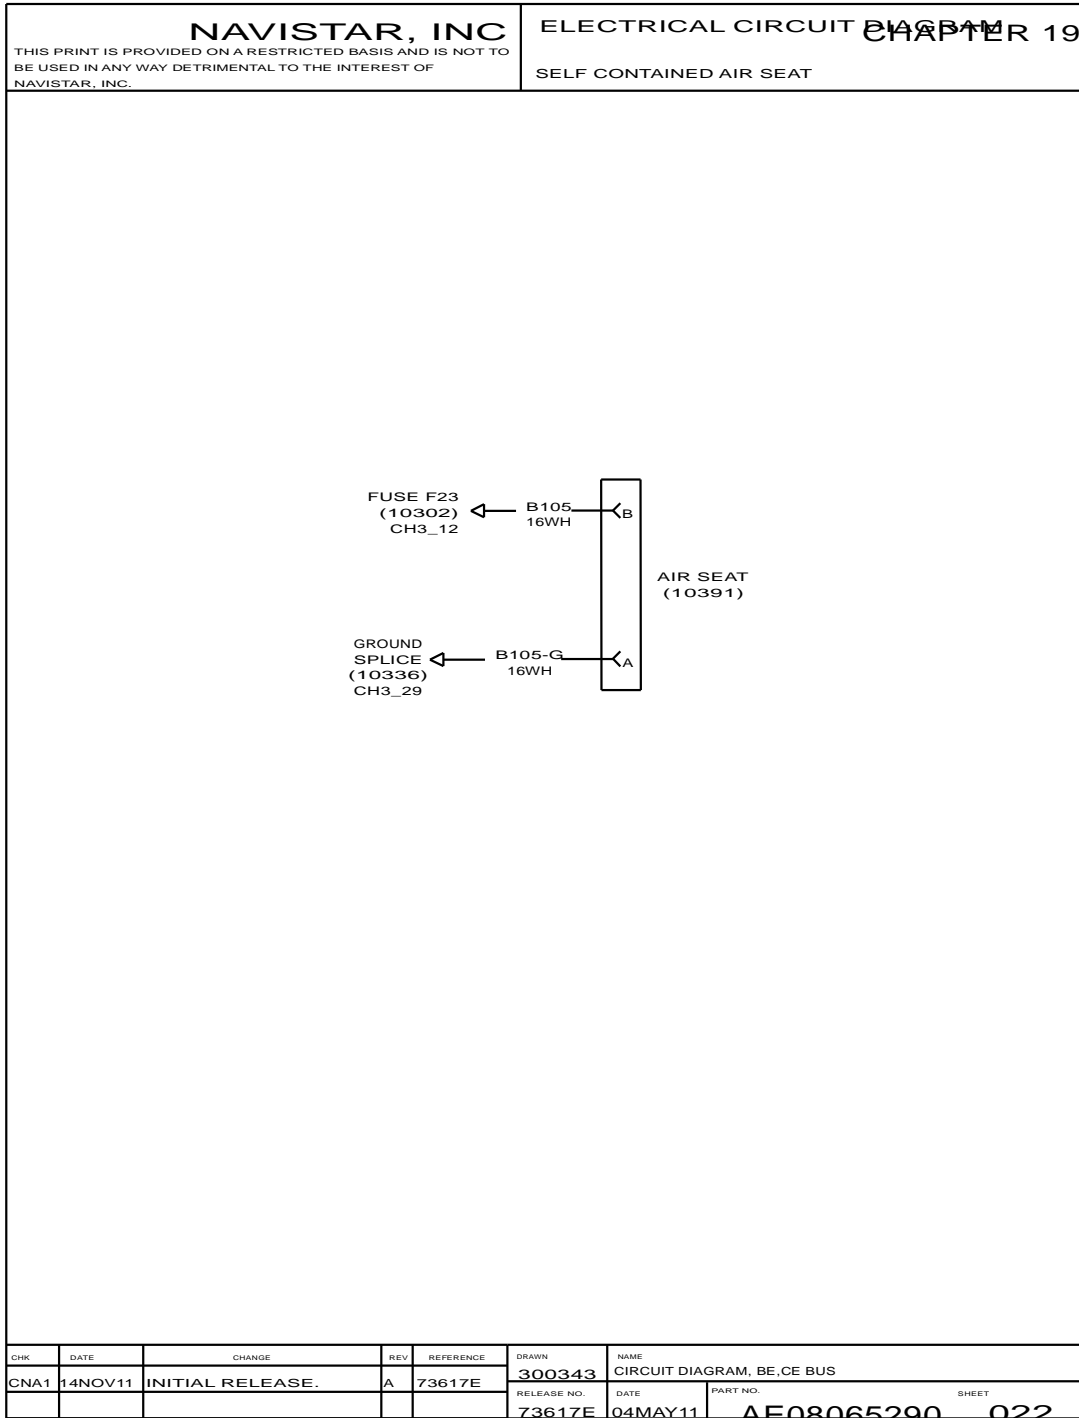 NAVISTAR, INC
THIS PRINT IS PROVIDED ON A RESTRICTED BASIS AND IS NOT TO
BE USED IN ANY WAY DETRIMENTAL TO THE INTEREST OF
NAVISTAR, INC.
ELECTRICAL CIRCUIT DIAGRAM
CHAPTER 19
SELF CONTAINED AIR SEAT
FUSE F23
(10302)
CH3_12
B105
16WH
B
AIR SEAT
(10391)
GROUND
SPLICE
(10336)
CH3_29
B105-G
16WH
A
CHK DATE CHANGE REV REFERENCE
CNA1 14NOV11 INITIAL RELEASE. A 73617E
DRAWN
300343
NAME
CIRCUIT DIAGRAM, BE,CE BUS
RELEASE NO.
73617E
DATE
04MAY11
PART NO.
AE08065290
SHEET
022